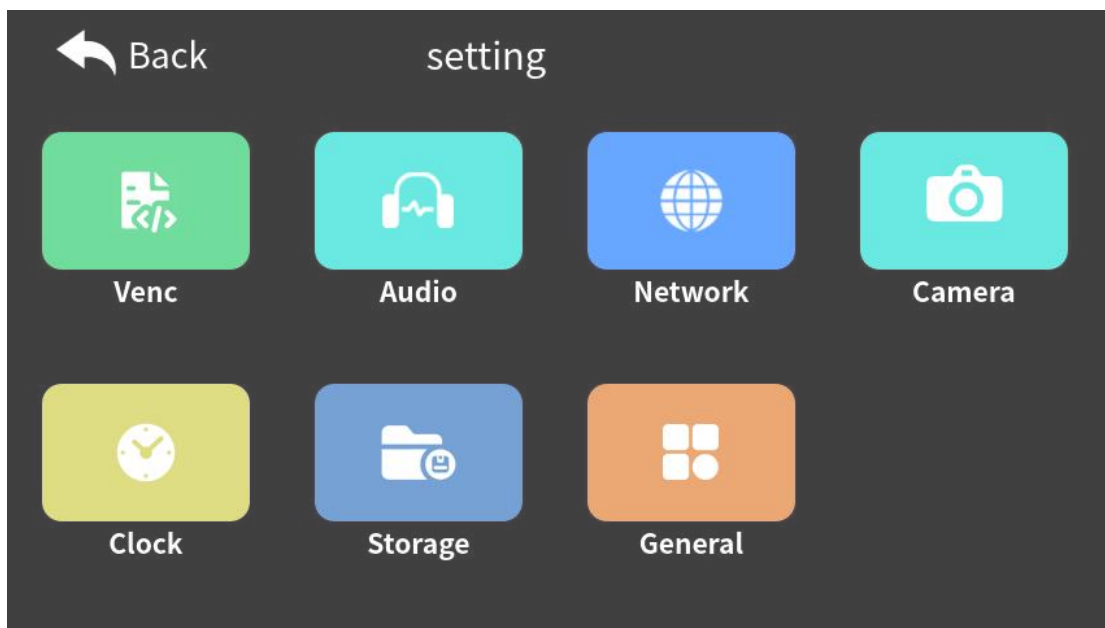 Back
setting
Venc
Audio
Network
Camera
Clock
Storage
General